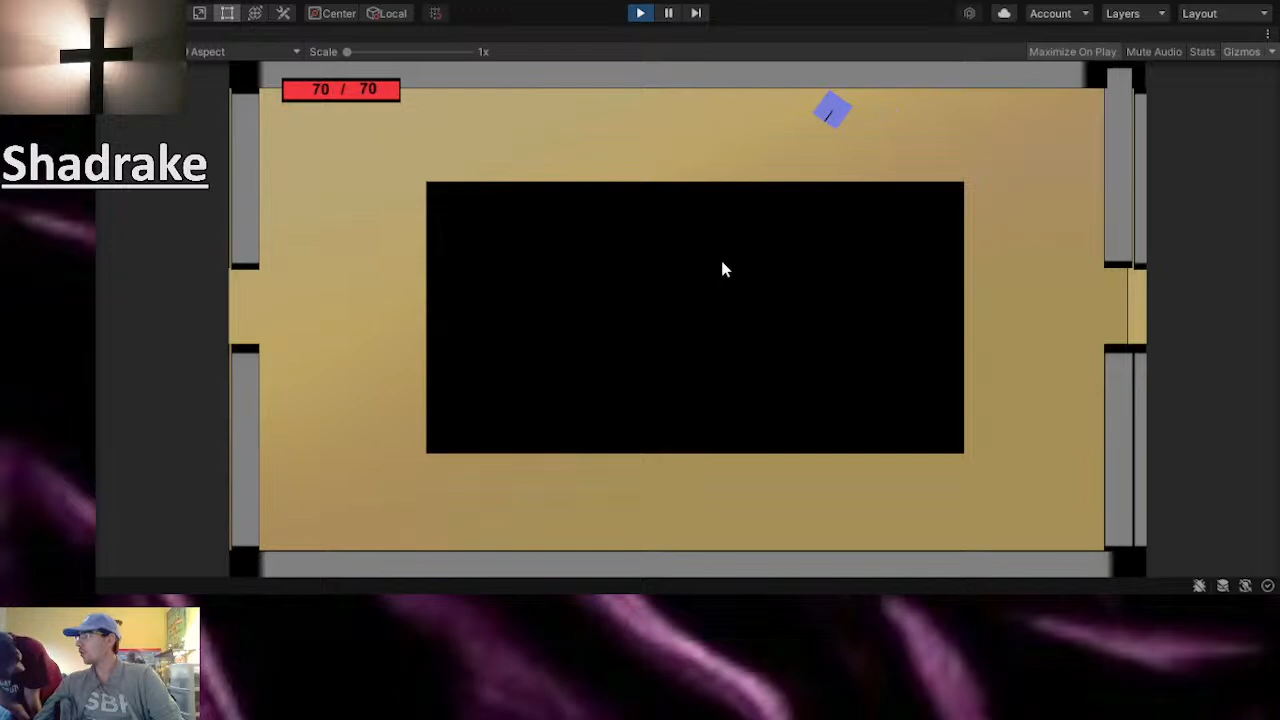 Center
Local
Account
Layers
Layout
Aspect
Scale
1x
Maximize On Play
Mute Audio
Stats
Gizmos
70 / 70
Shadrake